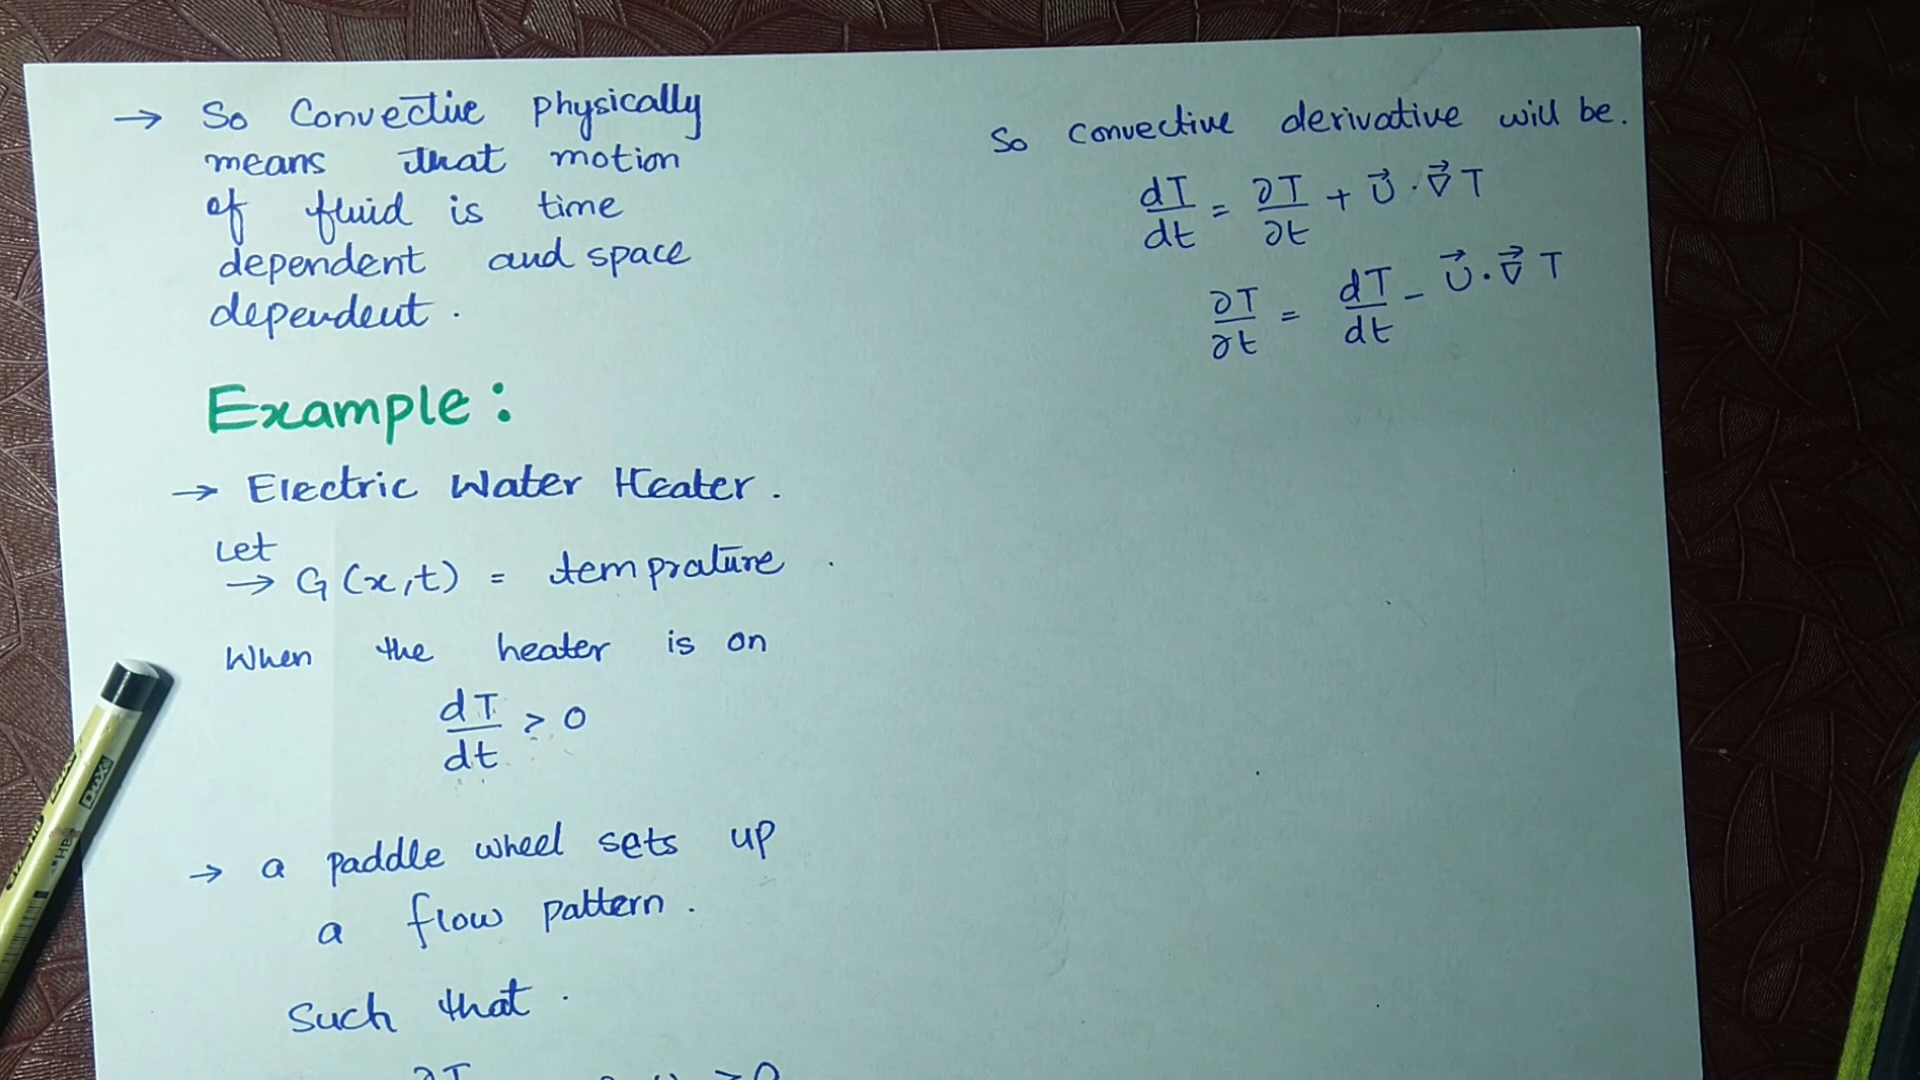 → So Convective physically
means that motion
of fluid is time
dependent and space
dependent.
Example:
→ Electric Water Heater.
Let
→ G(x,t) = temprature.
When the heater is on
dT/dt > 0
→ a paddle wheel sets up
a flow pattern.
Such that.
So convective derivative will be.
dT/dt = ∂T/∂t + U⃗ · ∇⃗ T
∂T/∂t = dT/dt - U⃗ · ∇⃗ T